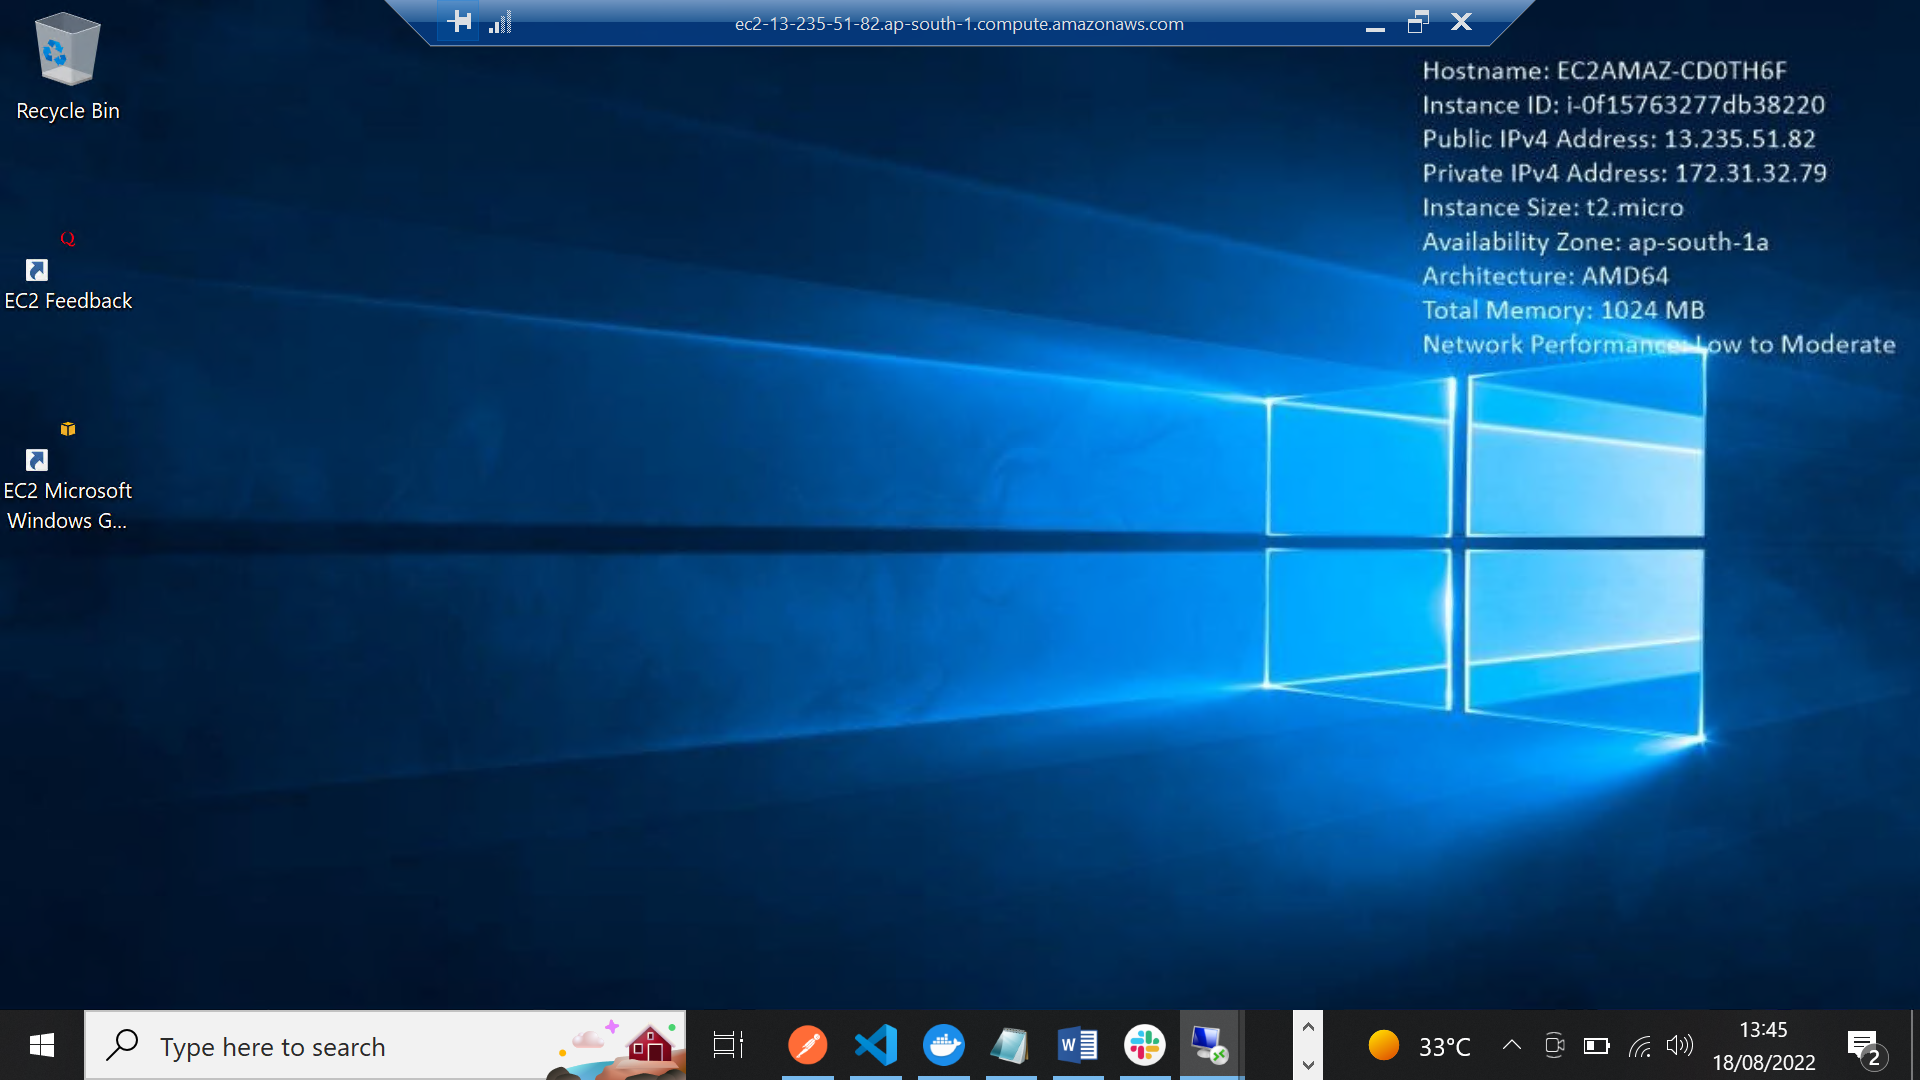 ec2-13-235-51-82.ap-south-1.compute.amazonaws.com
Recycle Bin
Hostname: EC2AMAZ-CD0TH6F
Instance ID: i-0f15763277db38220
Public IPv4 Address: 13.235.51.82
Private IPv4 Address: 172.31.32.79
Instance Size: t2.micro
Availability Zone: ap-south-1a
Architecture: AMD64
Total Memory: 1024 MB
Network Performance: Low to Moderate
Q
EC2 Feedback
EC2 Microsoft
Windows G...
Type here to search
W
33°C
13:45
18/08/2022
2